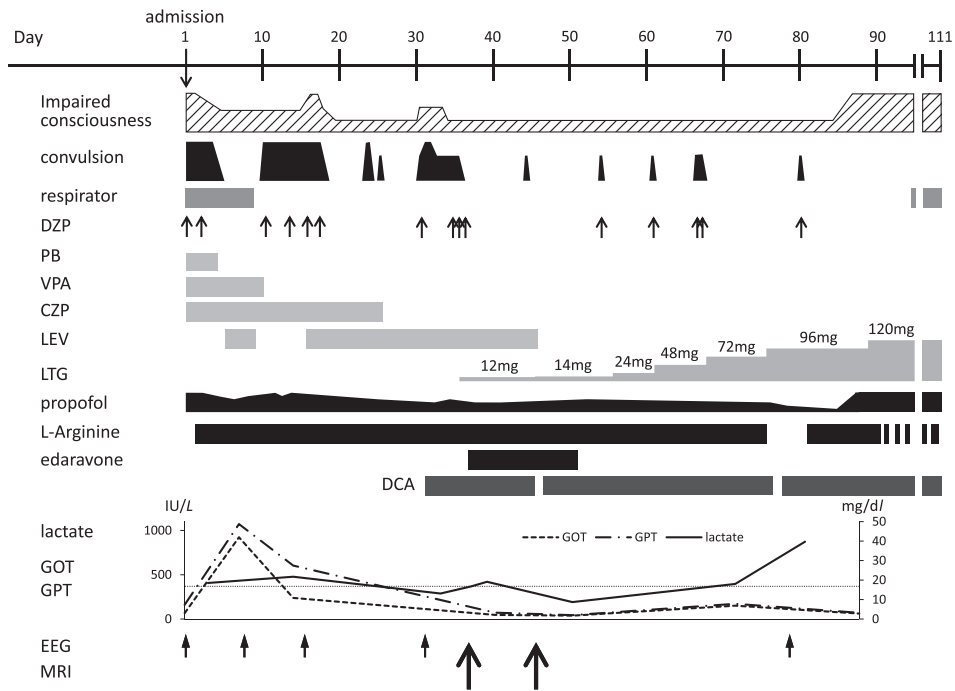 admission
Day 1 10 20 30 40 50 60 70 80 90 111
Impaired
consciousness
convulsion
respirator
DZP
PB
VPA
CZP
LEV
120mg
96mg
72mg
48mg
24mg
12mg 14mg
LTG
propofol
L-Arginine
edaravone
DCA
IU/L mg/dl
lactate
GOT
GPT
1000
500
0
GOT GPT lactate
50
40
30
20
10
0
EEG
MRI